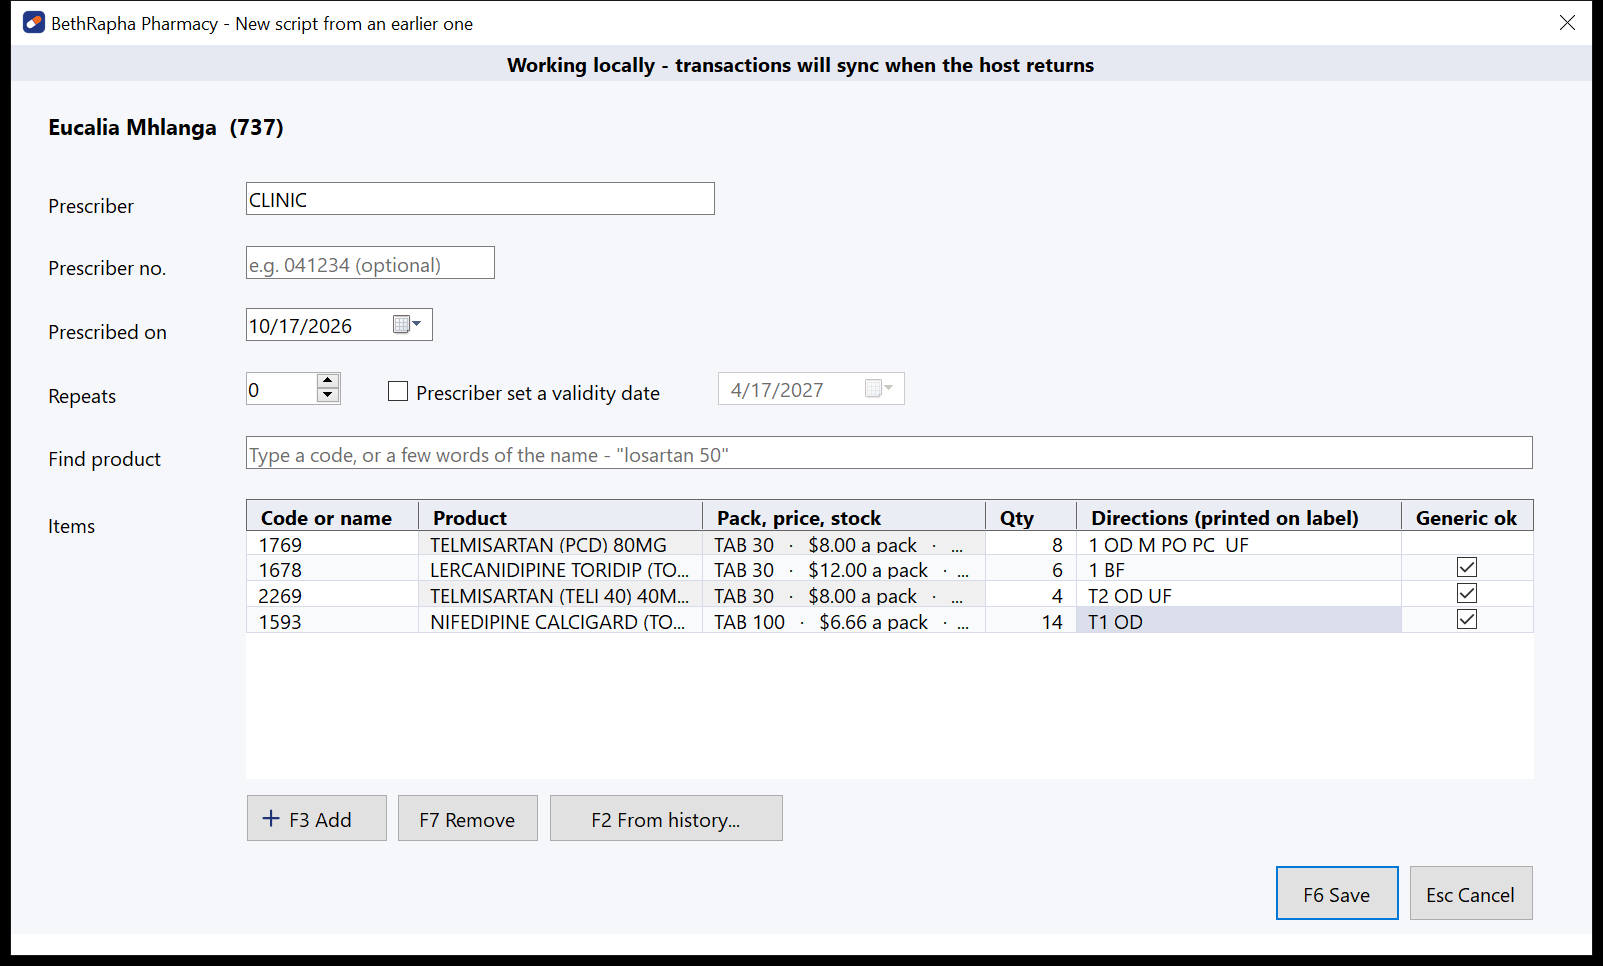 BethRapha Pharmacy - New script from an earlier one
Working locally - transactions will sync when the host returns
Eucalia Mhlanga (737)
Prescriber CLINIC
Prescriber no. e.g. 041234 (optional)
Prescribed on 10/17/2026
Repeats 0 Prescriber set a validity date 4/17/2027
Find product Type a code, or a few words of the name - "losartan 50"
Items Code or name Product Pack, price, stock Qty Directions (printed on label) Generic ok
1769 TELMISARTAN (PCD) 80MG TAB 30 · $8.00 a pack · ... 8 1 OD M PO PC UF
1678 LERCANIDIPINE TORIDIP (TO... TAB 30 · $12.00 a pack · ... 6 1 BF
2269 TELMISARTAN (TELI 40) 40M... TAB 30 · $8.00 a pack · ... 4 T2 OD UF
1593 NIFEDIPINE CALCIGARD (TO... TAB 100 · $6.66 a pack · ... 14 T1 OD
F3 Add F7 Remove F2 From history...
F6 Save Esc Cancel